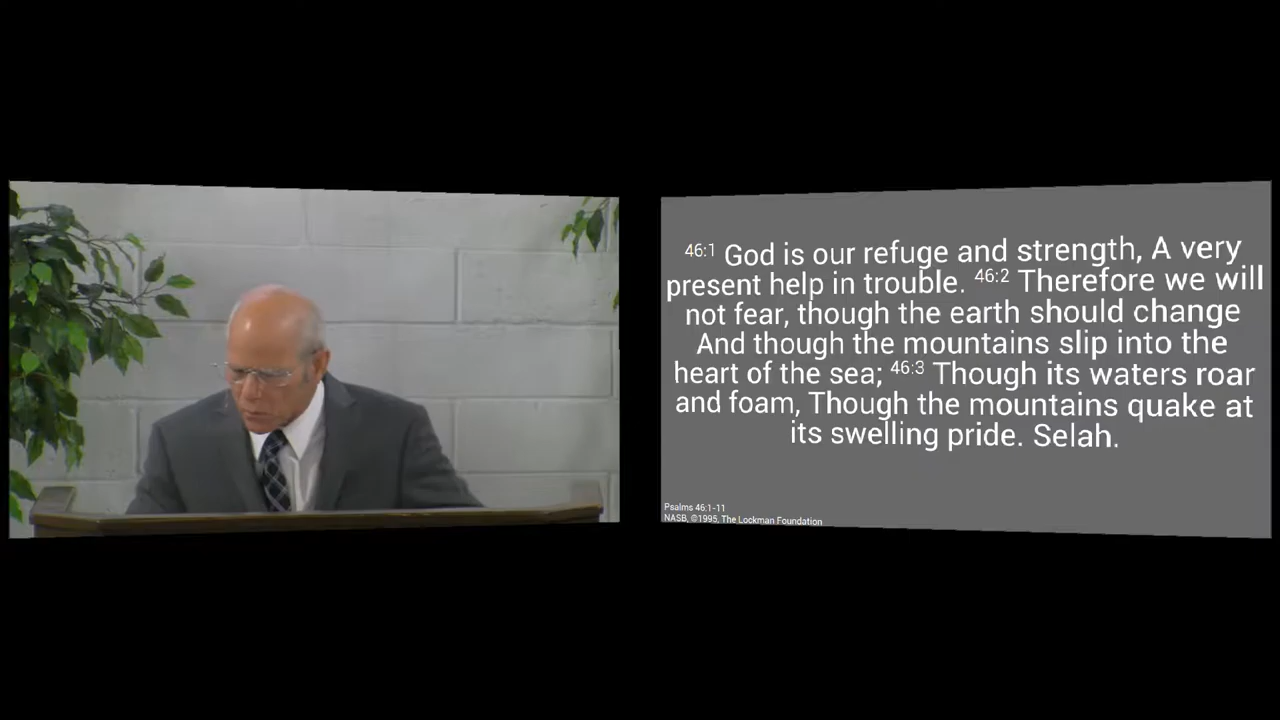 46:1 God is our refuge and strength, A very
present help in trouble. 46:2 Therefore we will
not fear, though the earth should change
And though the mountains slip into the
heart of the sea; 46:3 Though its waters roar
and foam, Though the mountains quake at
its swelling pride. Selah.
Psalms 46:1-11
NASB, ©1995, The Lockman Foundation